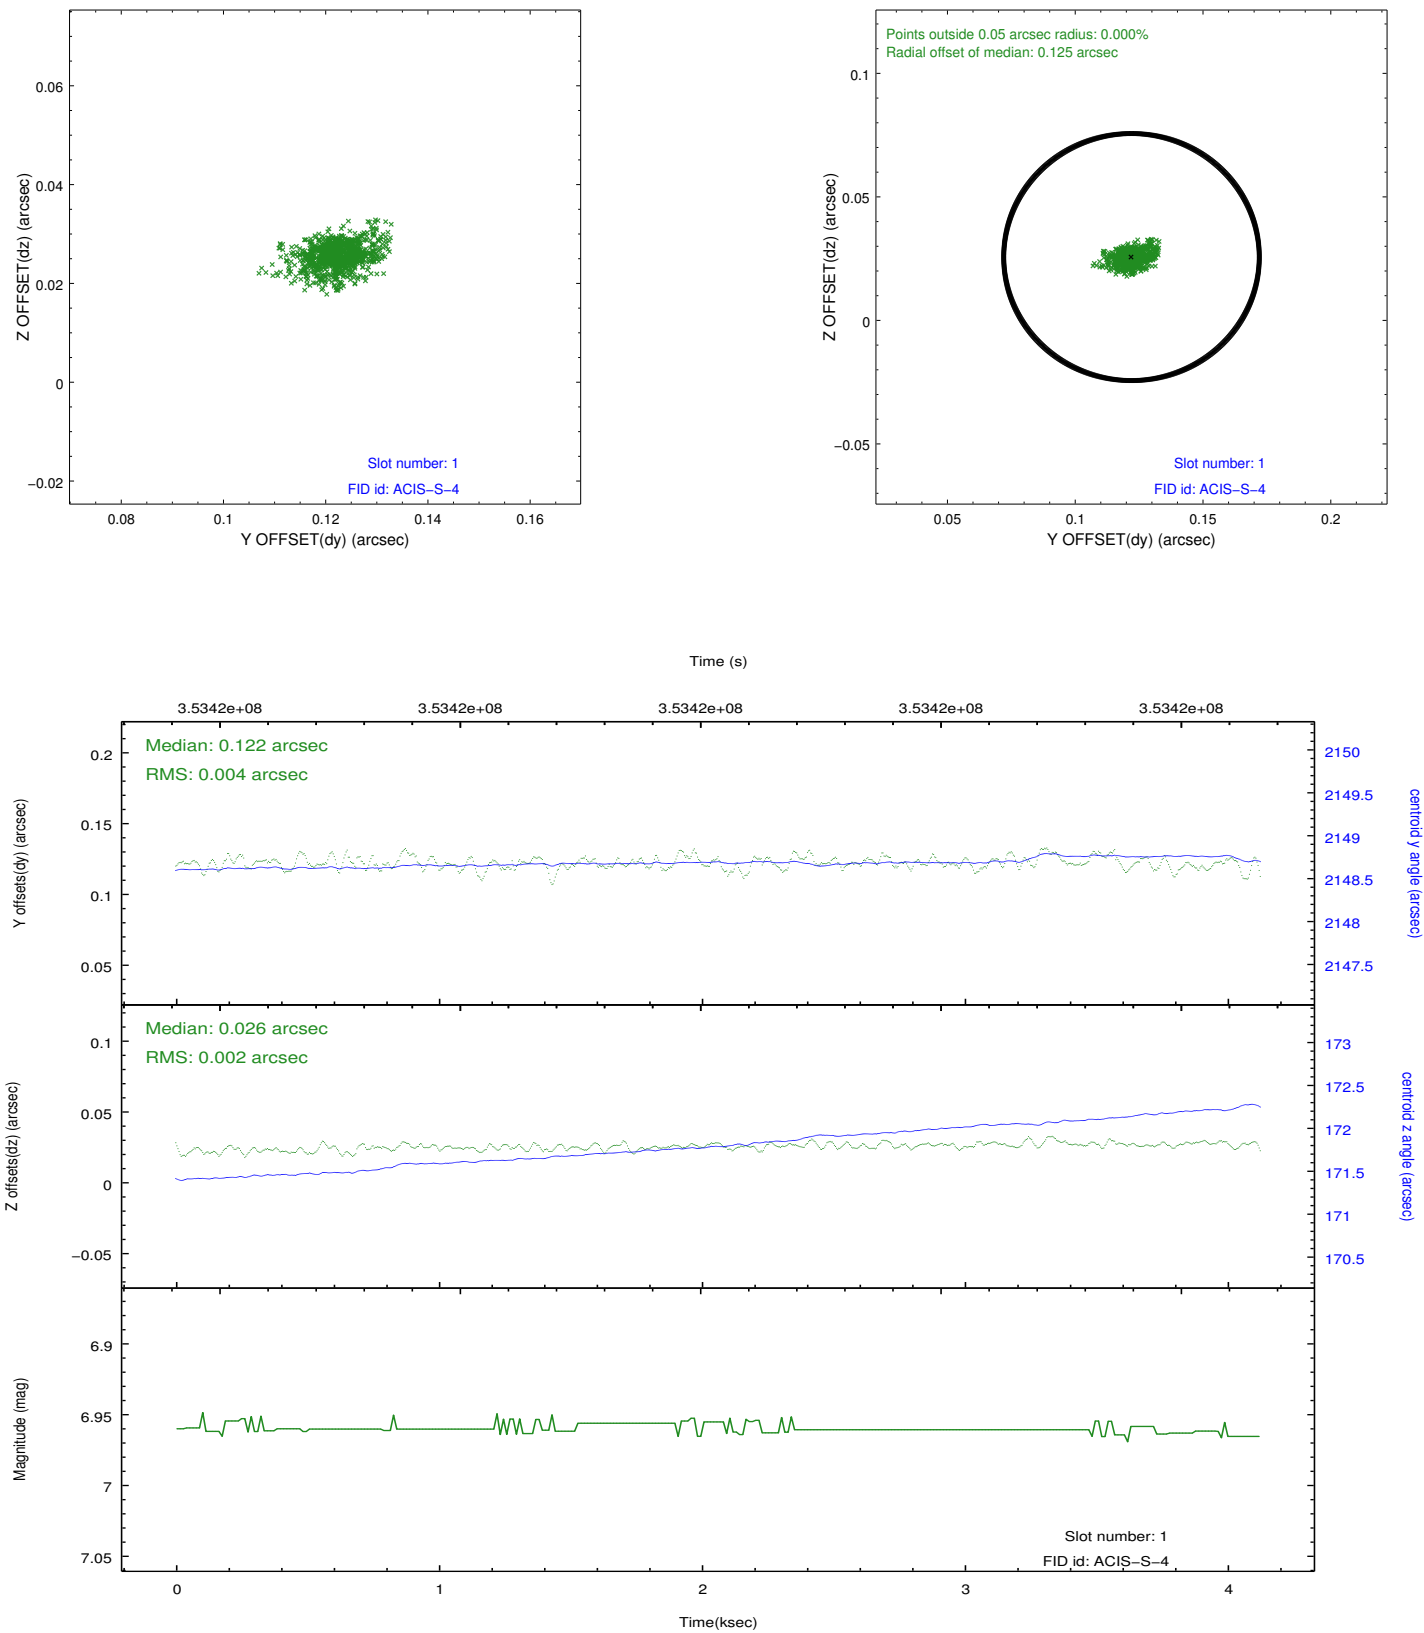 0.06
0.04
0.02
0
−0.02
Z OFFSET(dz) (arcsec)
Slot number: 1
FID id: ACIS−S−4
0.08 0.1 0.12 0.14 0.16
Y OFFSET(dy) (arcsec)
Points outside 0.05 arcsec radius: 0.000%
Radial offset of median: 0.125 arcsec
0.1
0.05
0
−0.05
Z OFFSET(dz) (arcsec)
Slot number: 1
FID id: ACIS−S−4
0.05 0.1 0.15 0.2
Y OFFSET(dy) (arcsec)
Time (s)
3.5342e+08 3.5342e+08 3.5342e+08 3.5342e+08 3.5342e+08
Median: 0.122 arcsec
RMS: 0.004 arcsec
0.2
0.15
0.1
0.05
Y offsets(dy) (arcsec)
2150
2149.5
2149
2148.5
2148
2147.5
centroid y angle (arcsec)
Median: 0.026 arcsec
RMS: 0.002 arcsec
0.1
0.05
0
−0.05
Z offsets(dz) (arcsec)
173
172.5
172
171.5
171
170.5
centroid z angle (arcsec)
6.9
6.95
7
7.05
Magnitude (mag)
Slot number: 1
FID id: ACIS−S−4
0 1 2 3 4
Time(ksec)